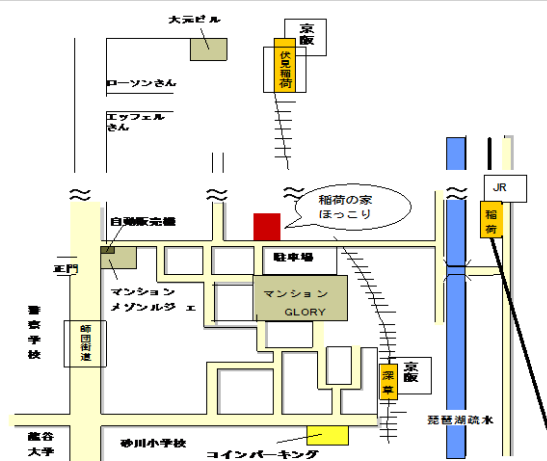 大元ビル
京阪
伏見稲荷
ローソンさん
エッフェル
さん
JR
稲荷
稲荷の家
ほっこり
自動販売機
駐車場
正門
マンション
メゾンルジェ
マンション
GLORY
警察学校
師団街道
京阪
深草
琵琶湖疏水
龍谷
大学
砂川小学校
コインパーキング